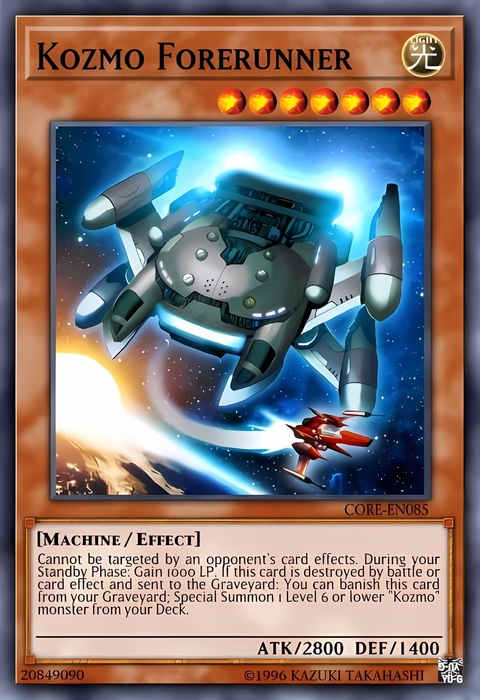 Kozmo Forerunner
LIGHT
光
CORE-EN085
[Machine / Effect]
Cannot be targeted by an opponent's card effects. During your
Standby Phase: Gain 1000 LP. If this card is destroyed by battle or
card effect and sent to the Graveyard: You can banish this card
from your Graveyard; Special Summon 1 Level 6 or lower "Kozmo"
monster from your Deck.
ATK/2800 DEF/1400
20849090
©1996 KAZUKI TAKAHASHI